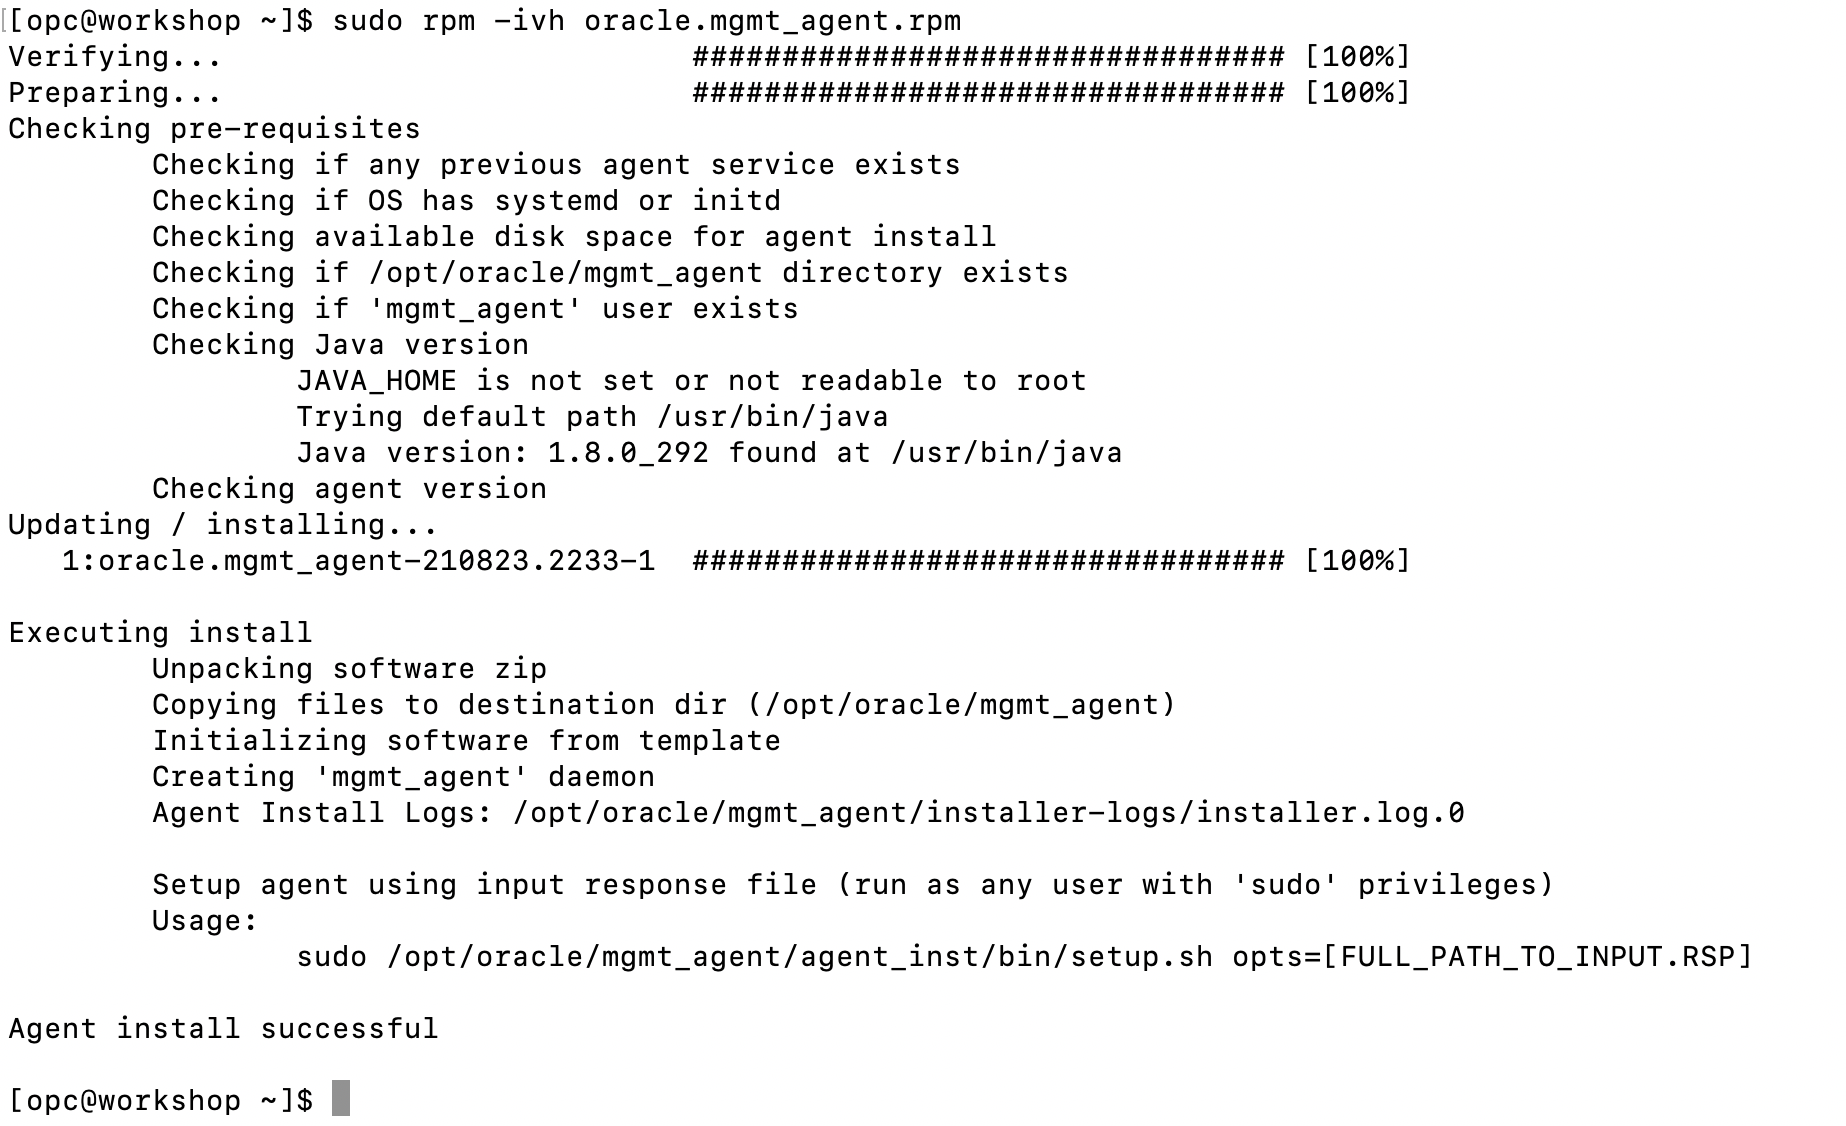 [opc@workshop ~]$ sudo rpm -ivh oracle.mgmt_agent.rpm
Verifying...                          ################################# [100%]
Preparing...                          ################################# [100%]
Checking pre-requisites
        Checking if any previous agent service exists
        Checking if OS has systemd or initd
        Checking available disk space for agent install
        Checking if /opt/oracle/mgmt_agent directory exists
        Checking if 'mgmt_agent' user exists
        Checking Java version
                JAVA_HOME is not set or not readable to root
                Trying default path /usr/bin/java
                Java version: 1.8.0_292 found at /usr/bin/java
        Checking agent version
Updating / installing...
   1:oracle.mgmt_agent-210823.2233-1  ################################# [100%]

Executing install
        Unpacking software zip
        Copying files to destination dir (/opt/oracle/mgmt_agent)
        Initializing software from template
        Creating 'mgmt_agent' daemon
        Agent Install Logs: /opt/oracle/mgmt_agent/installer-logs/installer.log.0

        Setup agent using input response file (run as any user with 'sudo' privileges)
        Usage:
                sudo /opt/oracle/mgmt_agent/agent_inst/bin/setup.sh opts=[FULL_PATH_TO_INPUT.RSP]

Agent install successful

[opc@workshop ~]$